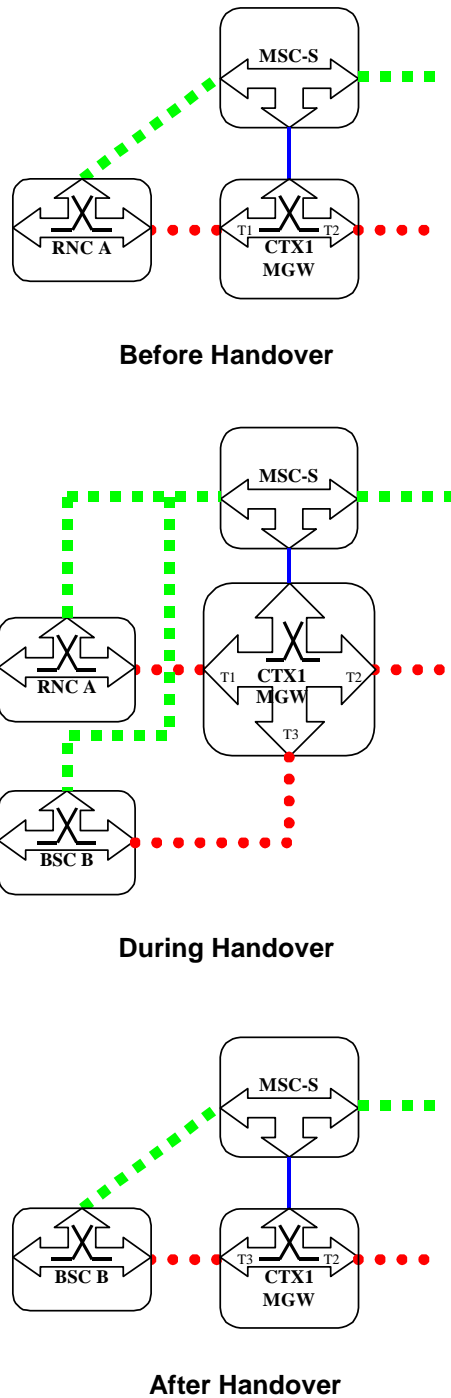 MSC-S
RNC A
T1
CTX1
MGW
T2
Before Handover
MSC-S
RNC A
T1
CTX1
MGW
T2
T3
BSC B
During Handover
MSC-S
BSC B
T3
CTX1
MGW
T2
After Handover